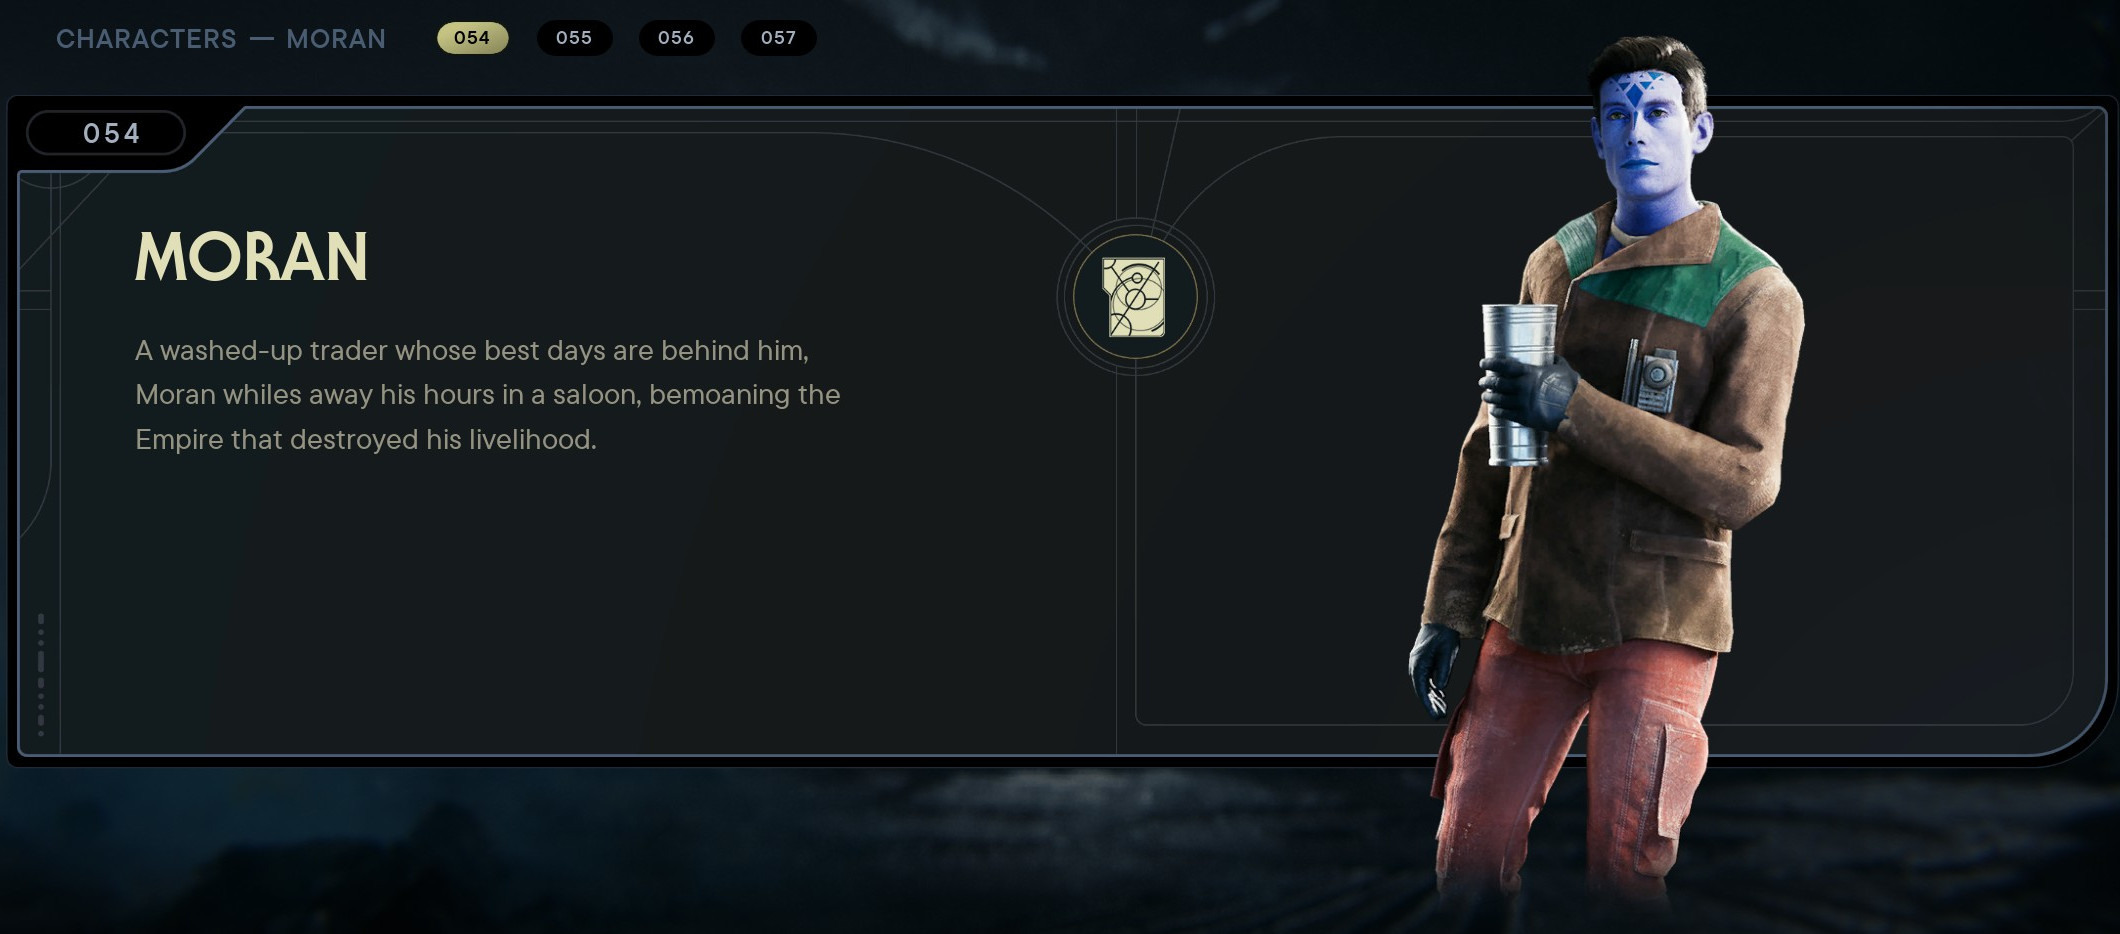 CHARACTERS — MORAN
054
055
056
057
054
MORAN
A washed-up trader whose best days are behind him,
Moran whiles away his hours in a saloon, bemoaning the
Empire that destroyed his livelihood.